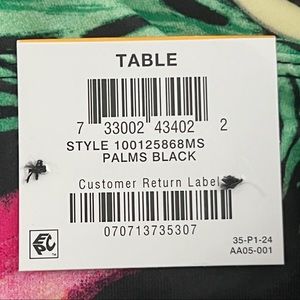 TABLE
7 33002 43402 2
STYLE 100125868MS
PALMS BLACK
Customer Return Label
070713735307
35-P1-24
AA05-001